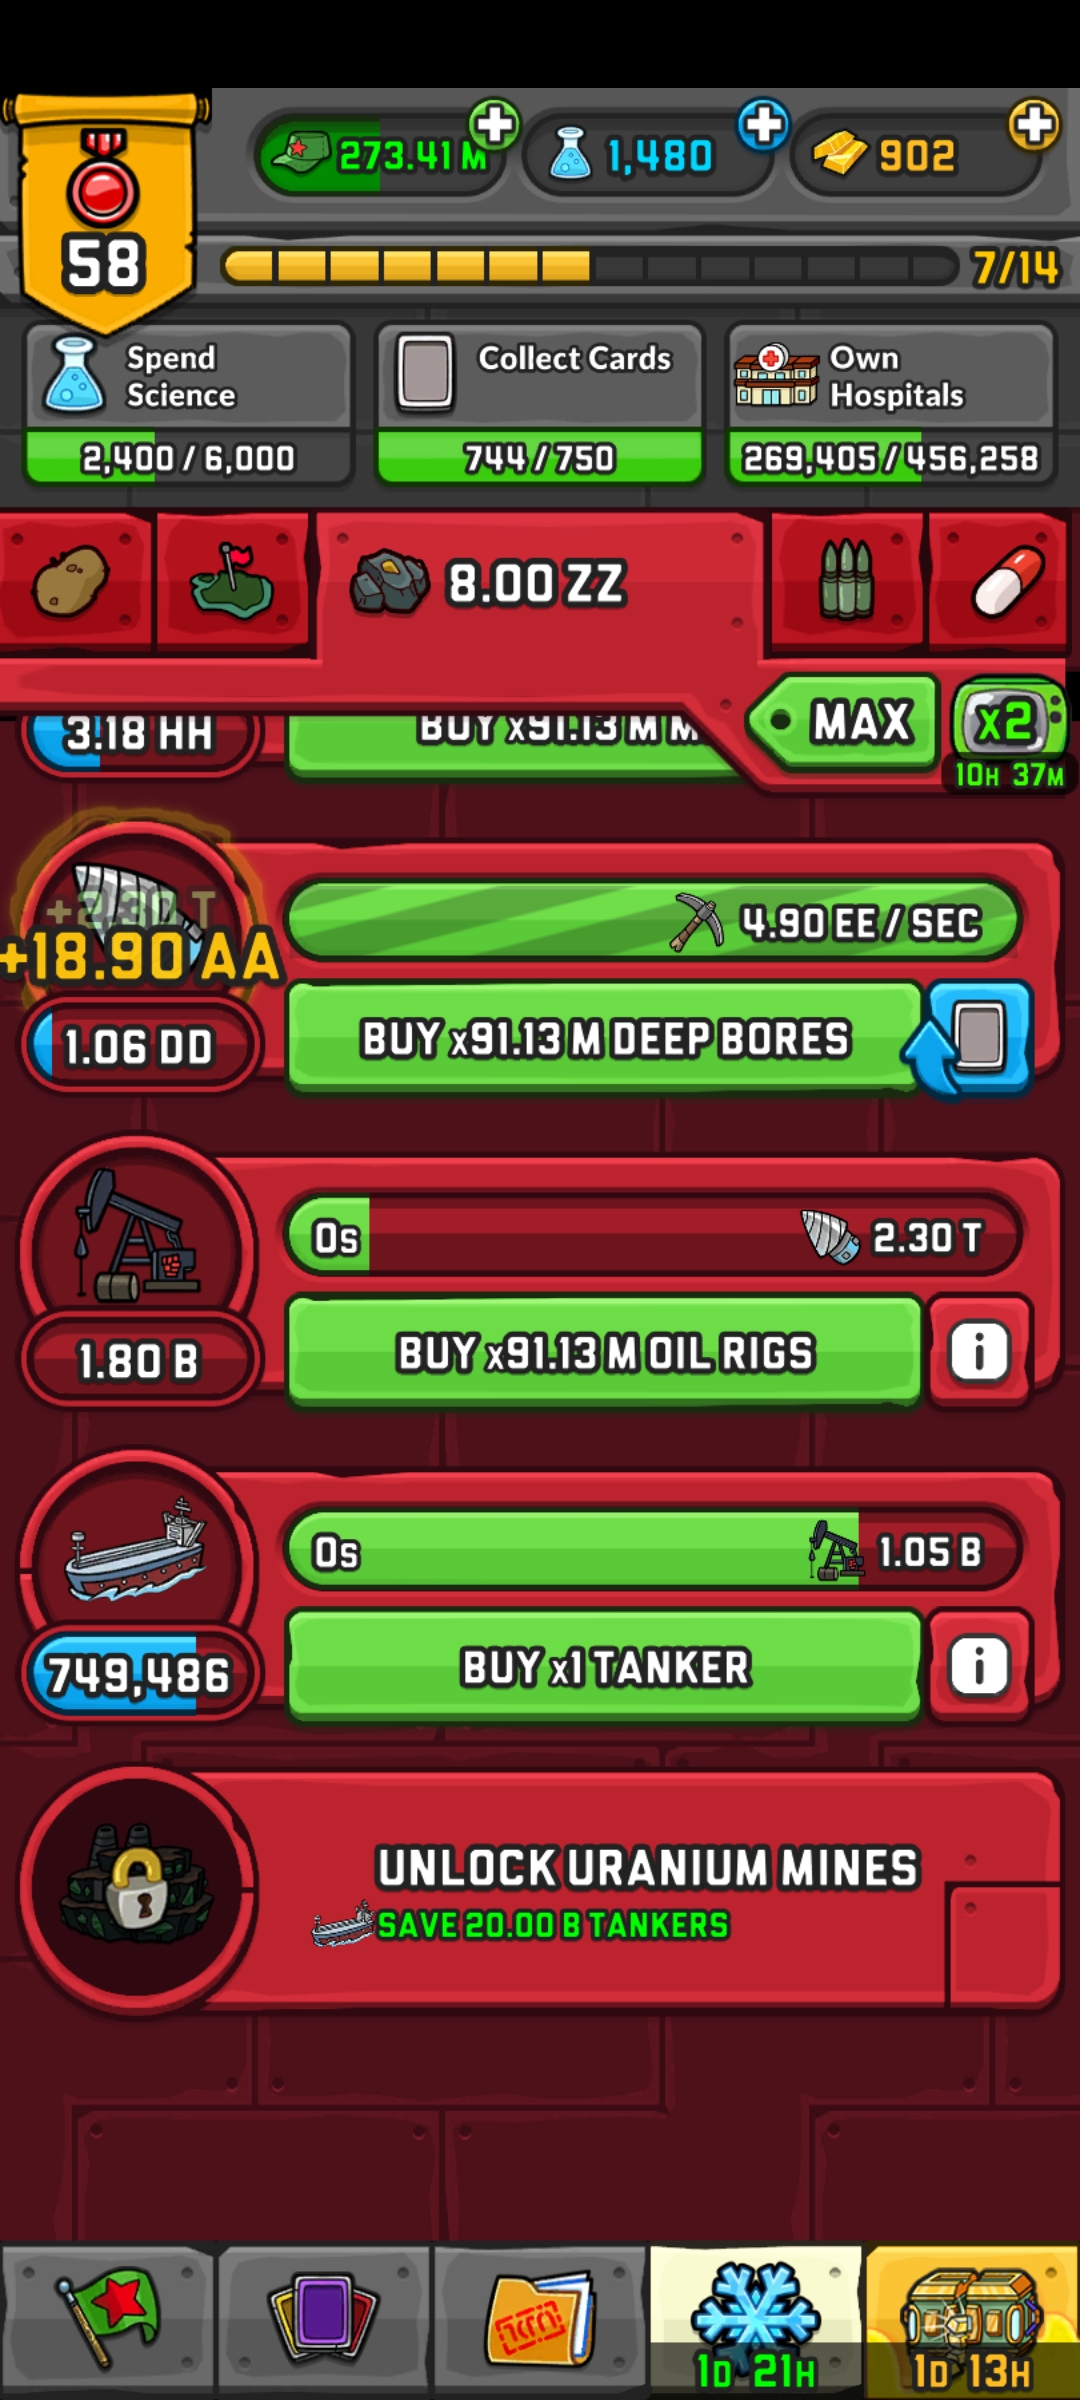 273.41 M
1,480
902
58
7/14
Spend
Science
2,400 / 6,000
Collect Cards
744 / 750
Own
Hospitals
269,405 / 456,258
8.00 ZZ
MAX
x2
10H 37M
3.18 HH
BUY x91.13 M M
+2.30 T
+18.90 AA
4.90 EE / SEC
1.06 DD
BUY x91.13 M DEEP BORES
0s
2.30 T
1.80 B
BUY x91.13 M OIL RIGS
i
0s
1.05 B
749,486
BUY x1 TANKER
i
UNLOCK URANIUM MINES
SAVE 20.00 B TANKERS
1D 21H
1D 13H